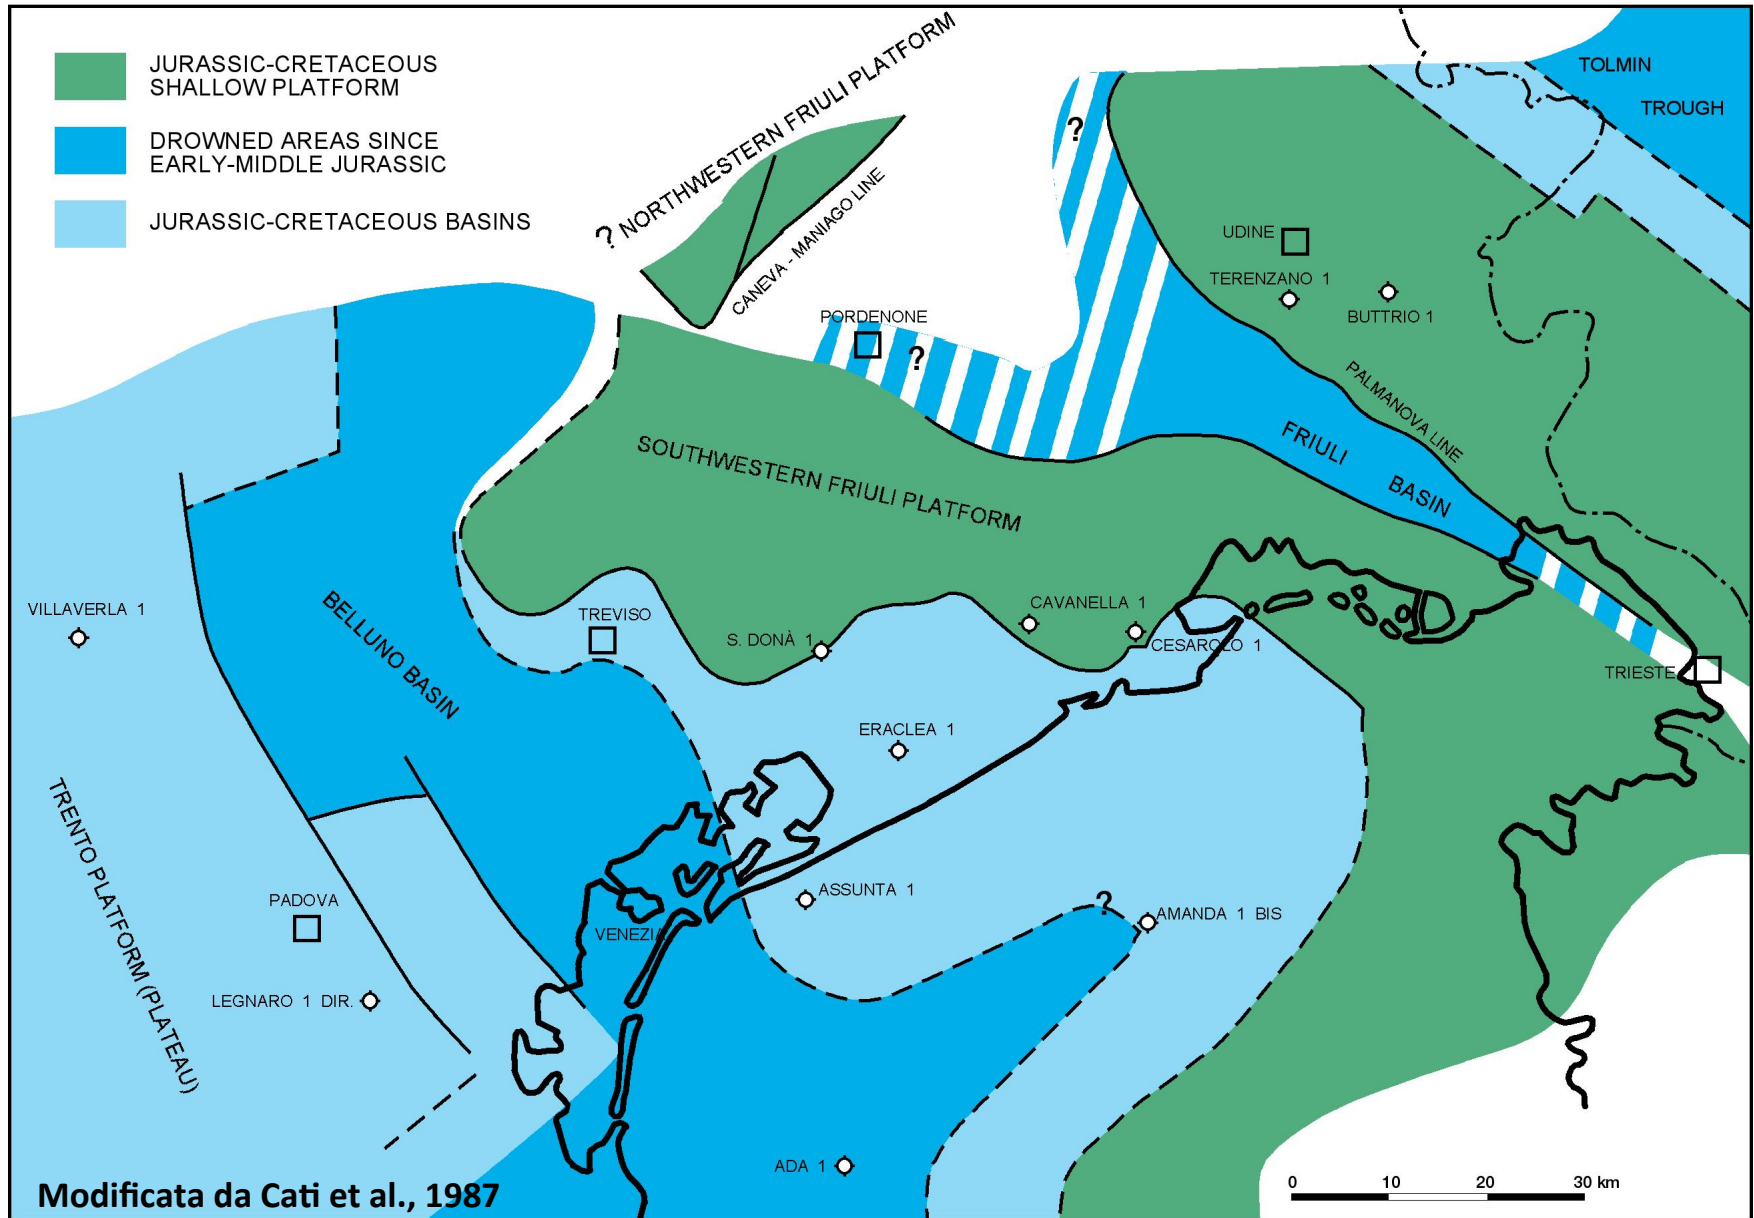 JURASSIC-CRETACEOUS
SHALLOW PLATFORM
DROWNED AREAS SINCE
EARLY-MIDDLE JURASSIC
JURASSIC-CRETACEOUS BASINS
? NORTHWESTERN FRIULI PLATFORM
CANEVA - MANIAGO LINE
TOLMIN
TROUGH
?
UDINE
TERENZANO 1
BUTTRIO 1
PORDENONE
?
PALMANOVA LINE
FRIULI
BASIN
SOUTHWESTERN FRIULI PLATFORM
VILLAVERLA 1
BELLUNO BASIN
TREVISO
S. DONÀ 1
CAVANELLA 1
CESAROLO 1
TRIESTE
ERACLEA 1
TRENTO PLATFORM (PLATEAU)
PADOVA
ASSUNTA 1
?
AMANDA 1 BIS
VENEZIA
LEGNARO 1 DIR.
ADA 1
0 10 20 30 km
Modificata da Cati et al., 1987